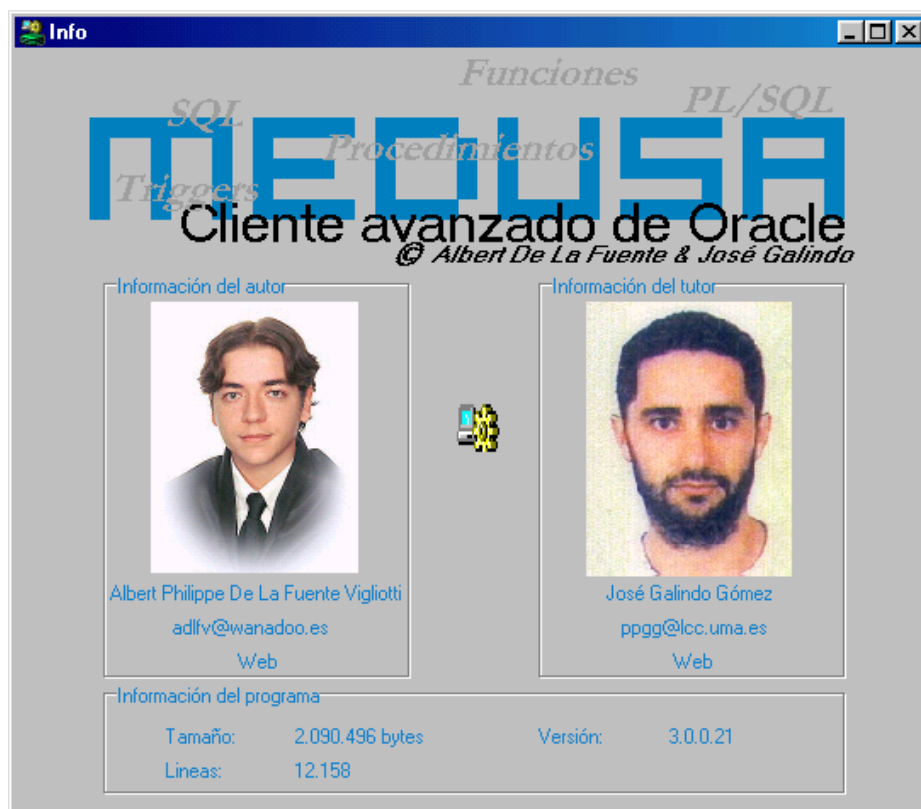 Info
Funciones
PL/SQL
SQL
MEDUSA
Procedimientos
Triggers
Cliente avanzado de Oracle
© Albert De La Fuente & José Galindo
Información del autor
Albert Philippe De La Fuente Vigliotti
adlfv@wanadoo.es
Web
Información del tutor
José Galindo Gómez
ppgg@lcc.uma.es
Web
Información del programa
Tamaño: 2.090.496 bytes Versión: 3.0.0.21
Lineas: 12.158